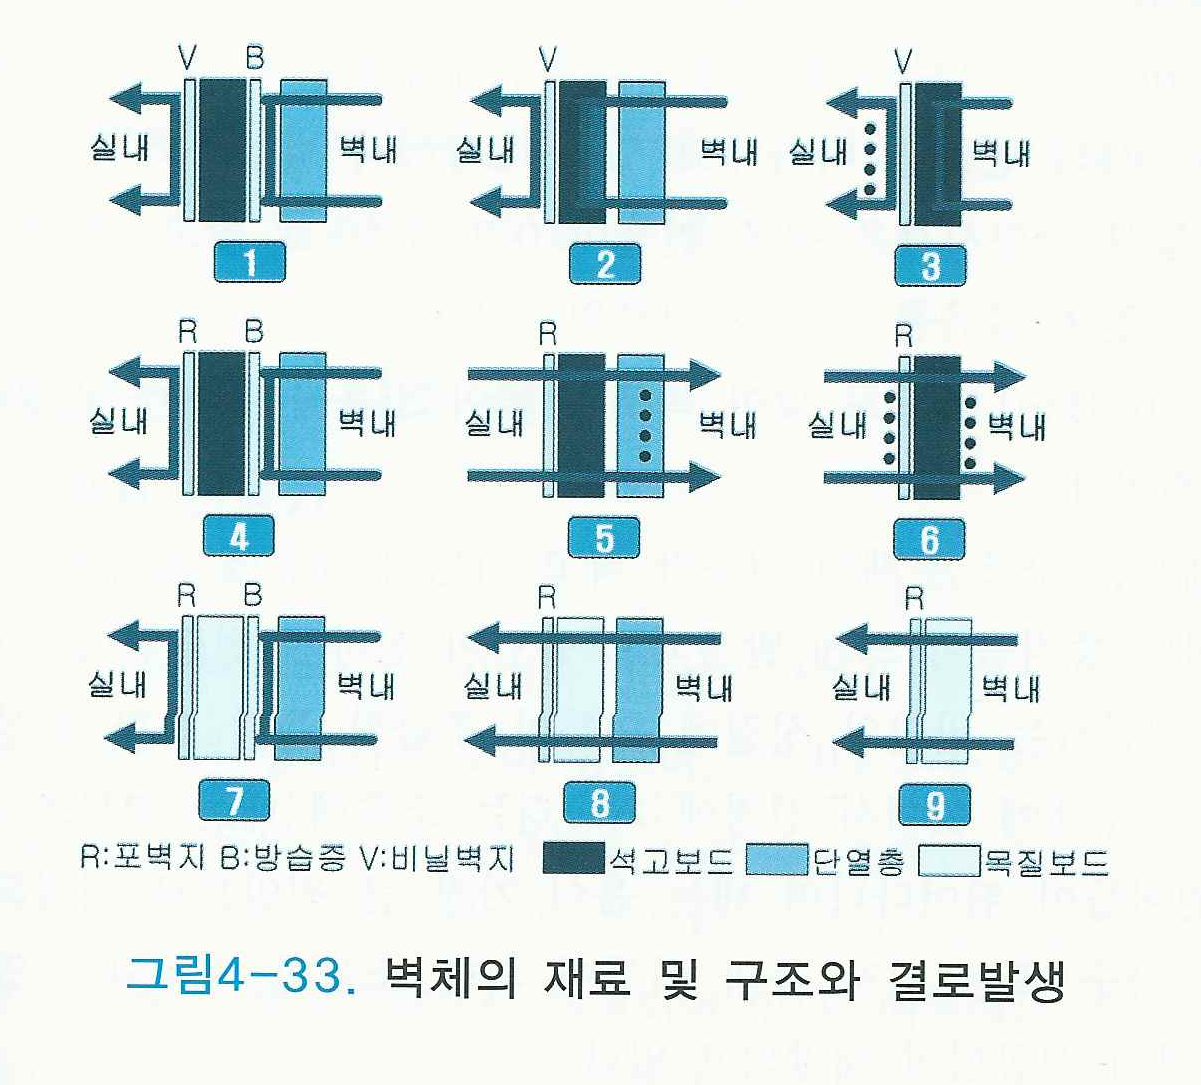 V B V V
실내 벽내 실내 벽내 실내 벽내
1 2 3
R B R R
실내 벽내 실내 벽내 실내 벽내
4 5 6
R B R R
실내 벽내 실내 벽내 실내 벽내
7 8 9
R:포벽지 B:방습증 V:비닐벽지 석고보드 단열층 목질보드
그림4-33. 벽체의 재료 및 구조와 결로발생